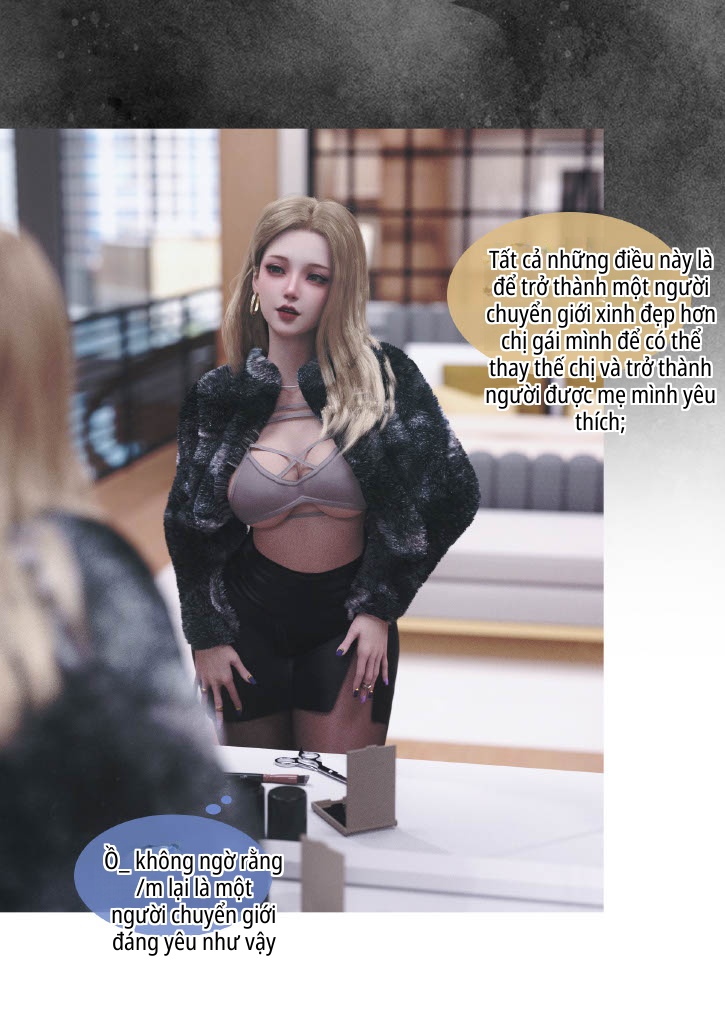 Tất cả những điều này là
để trở thành một người
chuyển giới xinh đẹp hơn
chị gái mình để có thể
thay thế chị và trở thành
người được mẹ mình yêu
thích;
Ồ_ không ngờ rằng
/m lại là một
người chuyển giới
đáng yêu như vậy